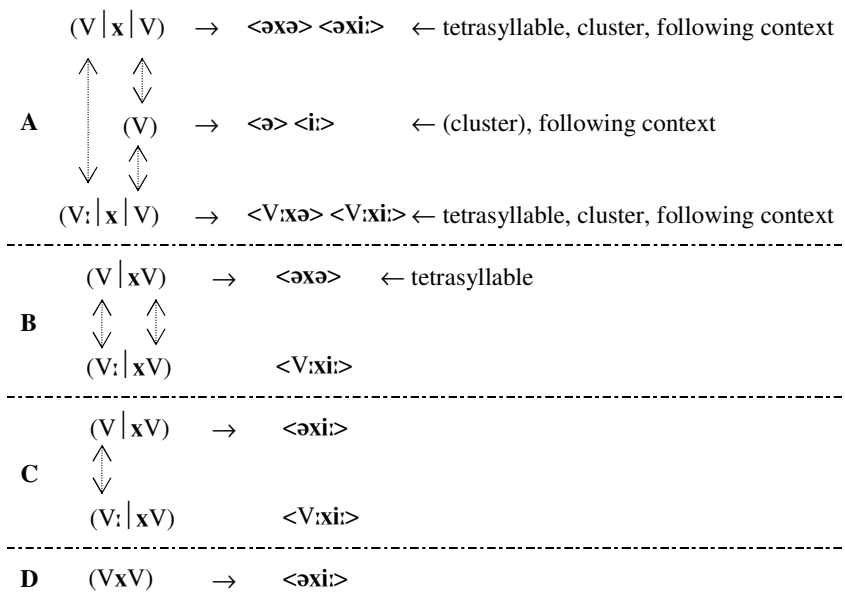 (V|x|V) → <əxə> <əxiː> ← tetrasyllable, cluster, following context
A (V) → <ə> <iː> ← (cluster), following context
(Vː|x|V) → <Vːxə> <Vːxiː> ← tetrasyllable, cluster, following context
(V|xV) → <əxə> ← tetrasyllable
B
(Vː|xV) <Vːxiː>
(V|xV) → <əxiː>
C
(Vː|xV) <Vːxiː>
D (VxV) → <əxiː>